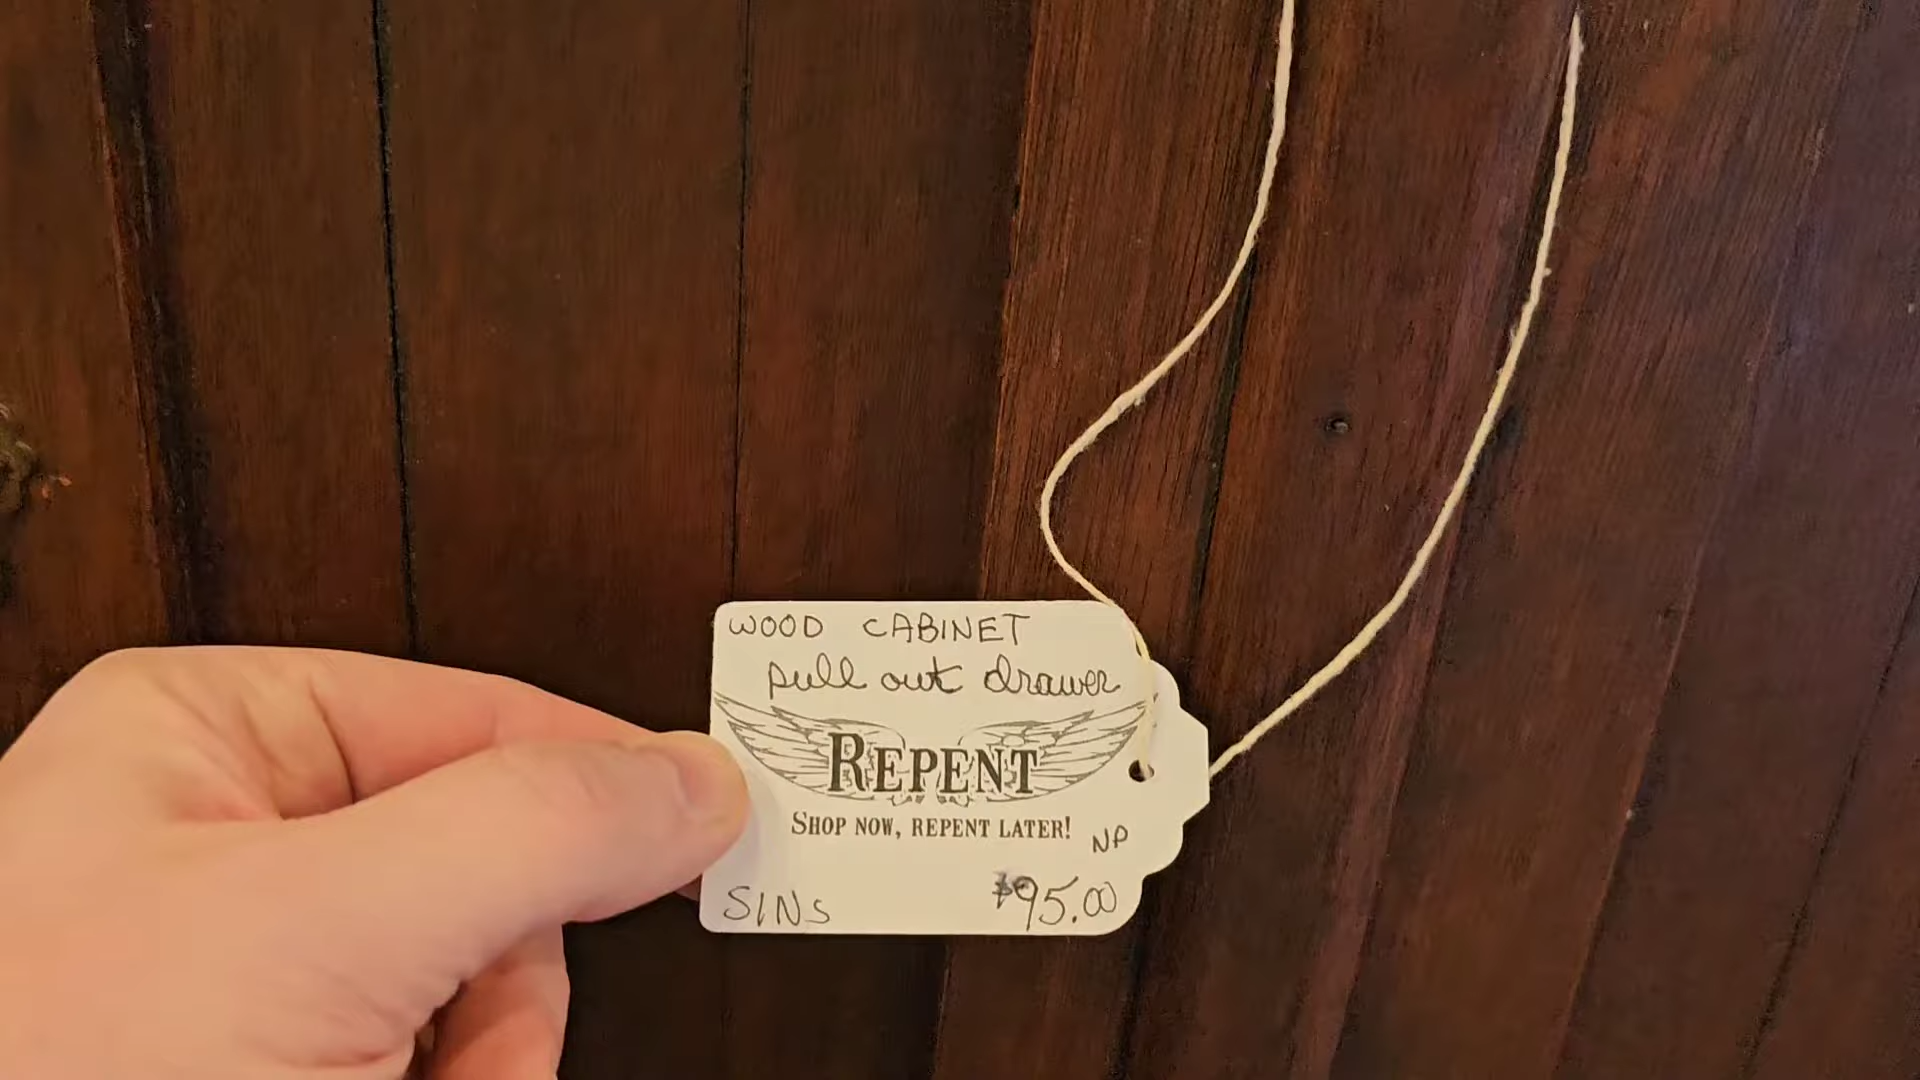 WOOD CABINET
pull out drawer
REPENT
SHOP NOW, REPENT LATER!
NP
SINS
$95.00